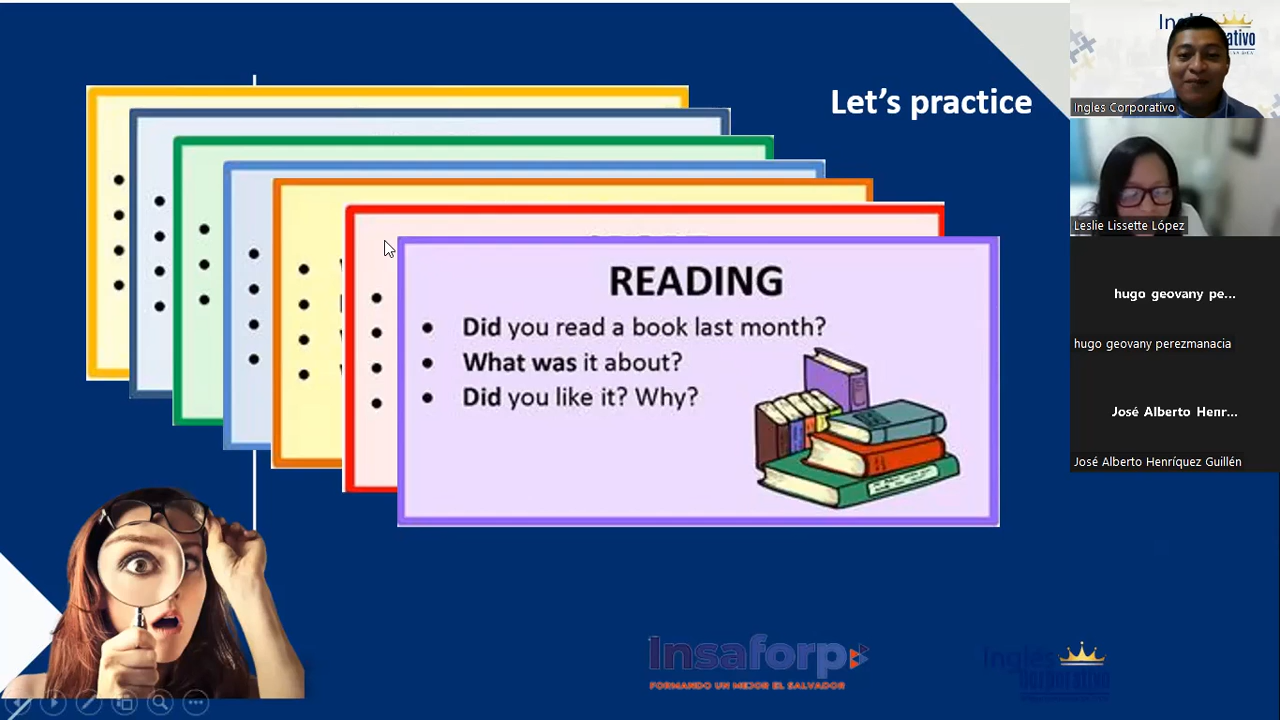 Let's practice
READING
• Did you read a book last month?
• What was it about?
• Did you like it? Why?
Insaforp
FORMANDO UN MEJOR EL SALVADOR
Inglés
Corporativo
Ingles Corporativo
Leslie Lissette López
hugo geovany pe...
hugo geovany perezmanacia
José Alberto Henr...
José Alberto Henríquez Guillén